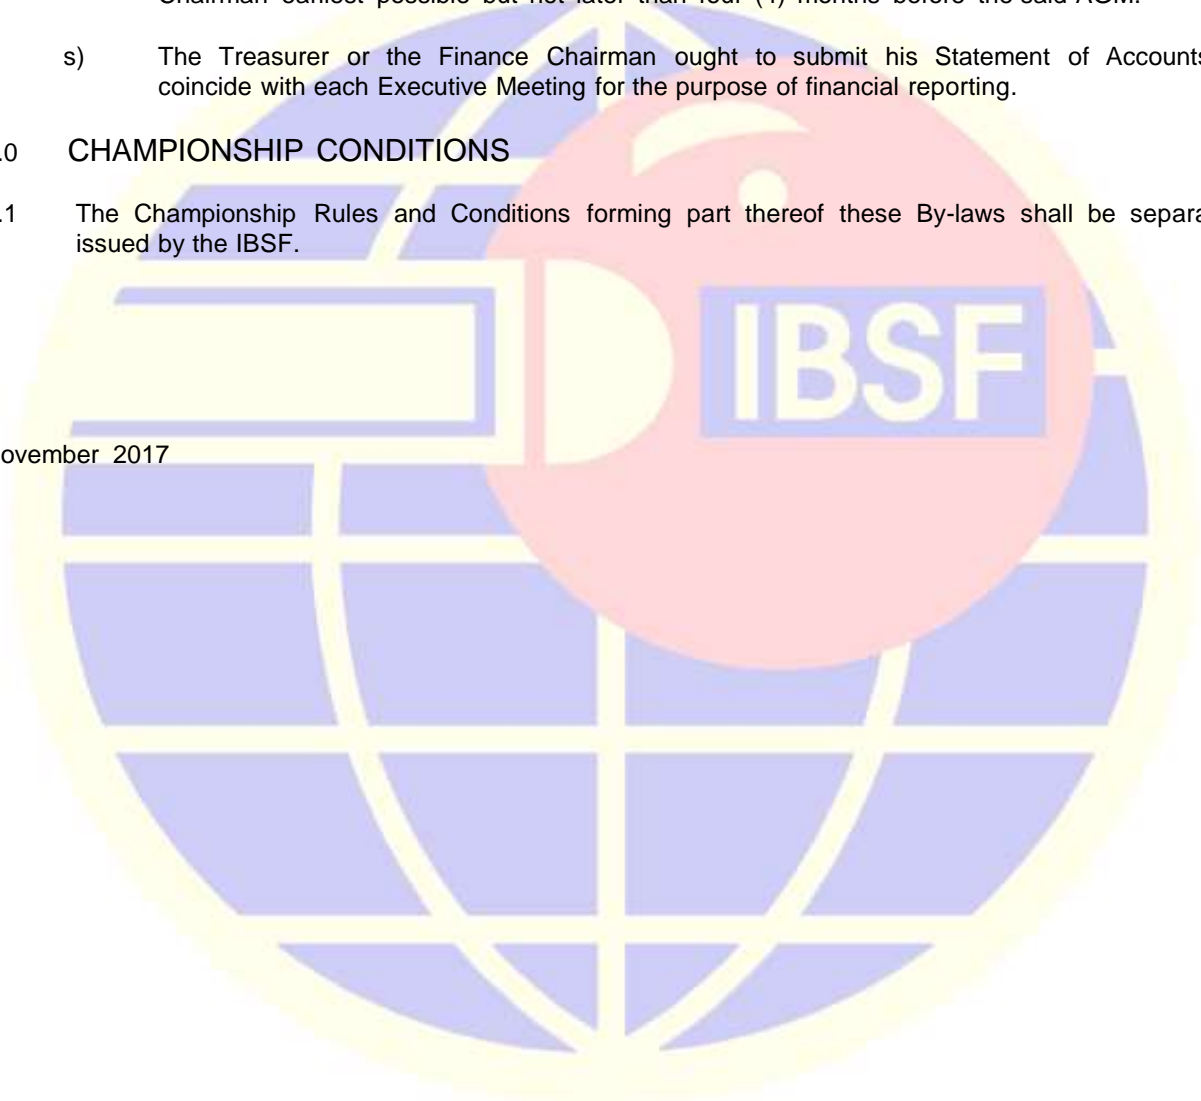 Chairman earliest possible but not later than four (4) months before the said AGM.
s) The Treasurer or the Finance Chairman ought to submit his Statement of Accounts
coincide with each Executive Meeting for the purpose of financial reporting.
.0 CHAMPIONSHIP CONDITIONS
.1 The Championship Rules and Conditions forming part thereof these By-laws shall be separa
issued by the IBSF.
IBSF
ovember 2017